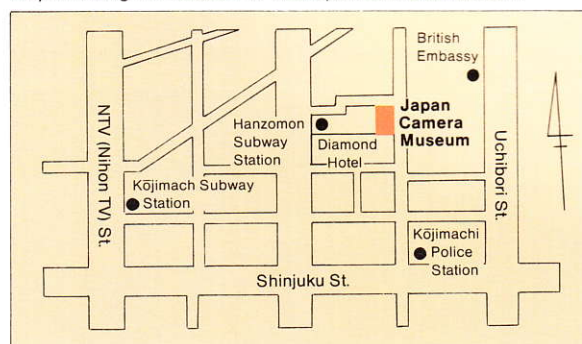 British
Embassy
Japan
Camera
Museum
Hanzomon
Subway
Station
Diamond
Hotel
NTV (Nihon TV) St.
Uchibori St.
Kōjimach Subway
Station
Kōjimachi
Police
Station
Shinjuku St.